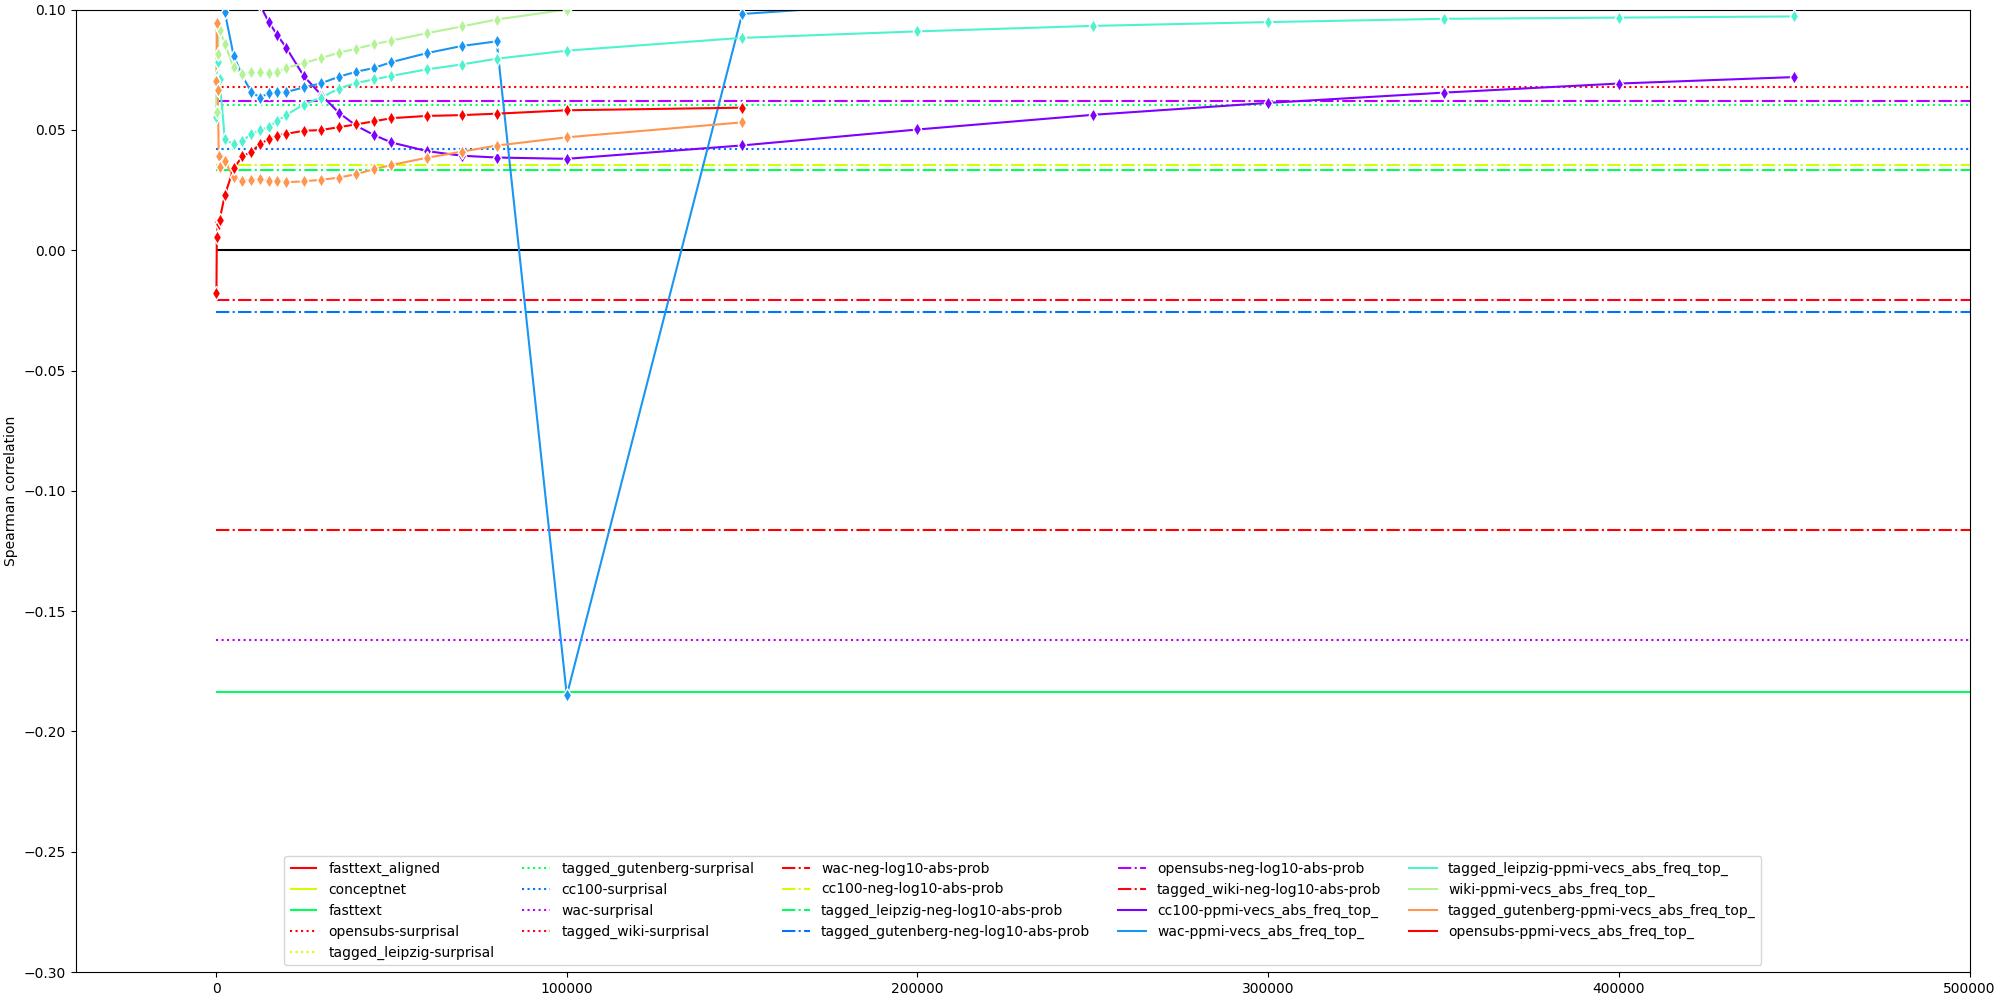 0.10
0.05
0.00
−0.05
−0.10
−0.15
−0.20
−0.25
−0.30
Spearman correlation
0
100000
200000
300000
400000
500000
fasttext_aligned
conceptnet
fasttext
opensubs-surprisal
tagged_leipzig-surprisal
tagged_gutenberg-surprisal
cc100-surprisal
wac-surprisal
tagged_wiki-surprisal
wac-neg-log10-abs-prob
cc100-neg-log10-abs-prob
tagged_leipzig-neg-log10-abs-prob
tagged_gutenberg-neg-log10-abs-prob
opensubs-neg-log10-abs-prob
tagged_wiki-neg-log10-abs-prob
cc100-ppmi-vecs_abs_freq_top_
wac-ppmi-vecs_abs_freq_top_
tagged_leipzig-ppmi-vecs_abs_freq_top_
wiki-ppmi-vecs_abs_freq_top_
tagged_gutenberg-ppmi-vecs_abs_freq_top_
opensubs-ppmi-vecs_abs_freq_top_